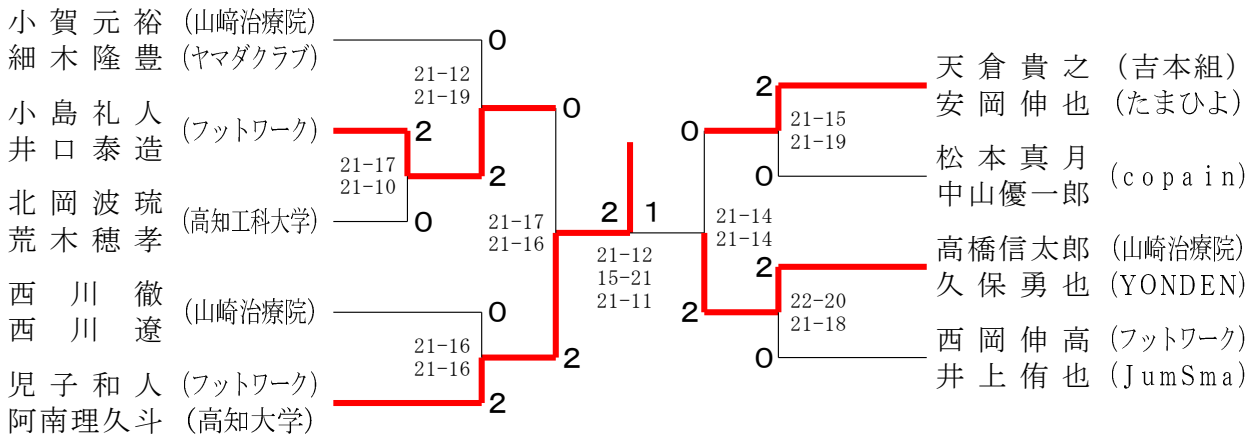 小賀元裕 (山﨑治療院)
細木隆豊 (ヤマダクラブ)
小島礼人
井口泰造
(フットワーク)
北岡波琉
荒木穂孝
(高知工科大学)
西川徹
西川遼
(山﨑治療院)
児子和人 (フットワーク)
阿南理久斗 (高知大学)
0
21-12
21-19
2
21-17
21-10
0
2
0
21-17
21-16
0
21-16
21-16
2
2
2 1
21-12
15-21
21-11
0
21-14
21-14
2
2
21-15
21-19
0
2
22-20
21-18
0
天倉貴之 (吉本組)
安岡伸也 (たまひよ)
松本真月
中山優一郎
(copain)
高橋信太郎 (山﨑治療院)
久保勇也 (YONDEN)
西岡伸高 (フットワーク)
井上侑也 (JumSma)